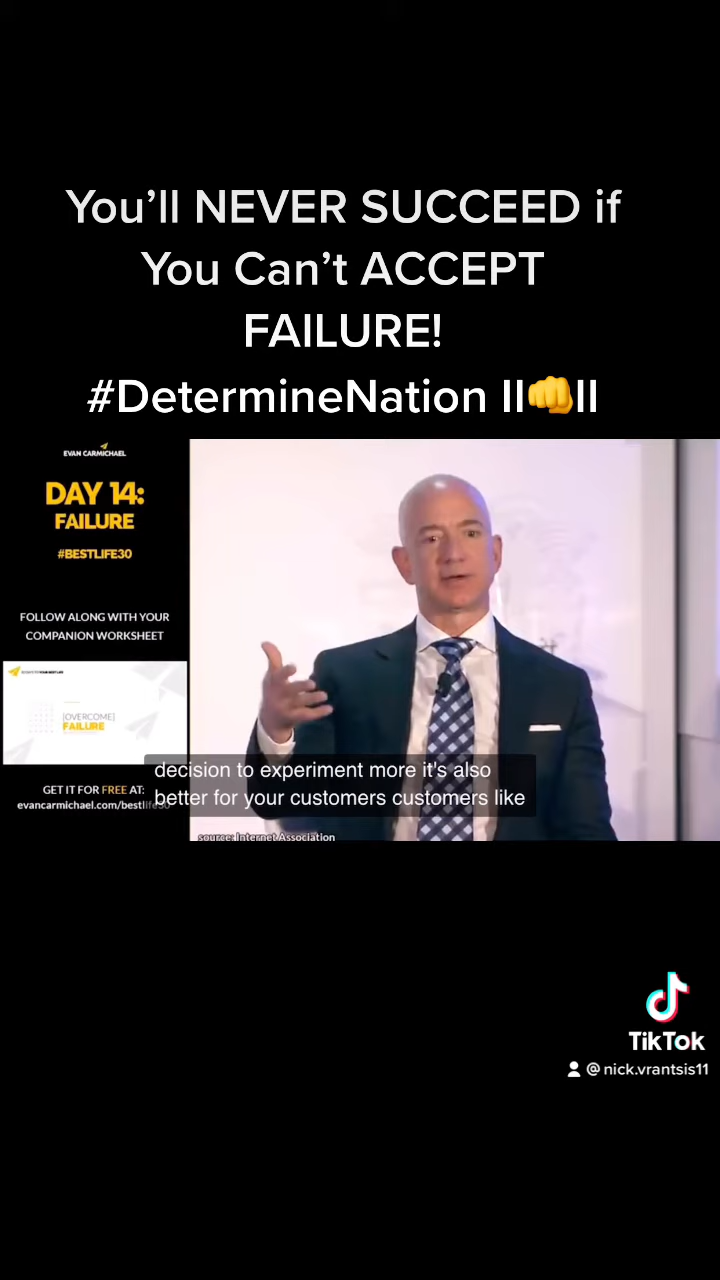 You’ll NEVER SUCCEED if
You Can’t ACCEPT
FAILURE!
#DetermineNation II👊II
EVAN CARMICHAEL
DAY 14:
FAILURE
#BESTLIFE30
FOLLOW ALONG WITH YOUR
COMPANION WORKSHEET
[OVERCOME]
FAILURE
GET IT FOR FREE AT:
evancarmichael.com/bestlife30
decision to experiment more it's also
better for your customers customers like
source: Internet Association
TikTok
@ nick.vrantsis11